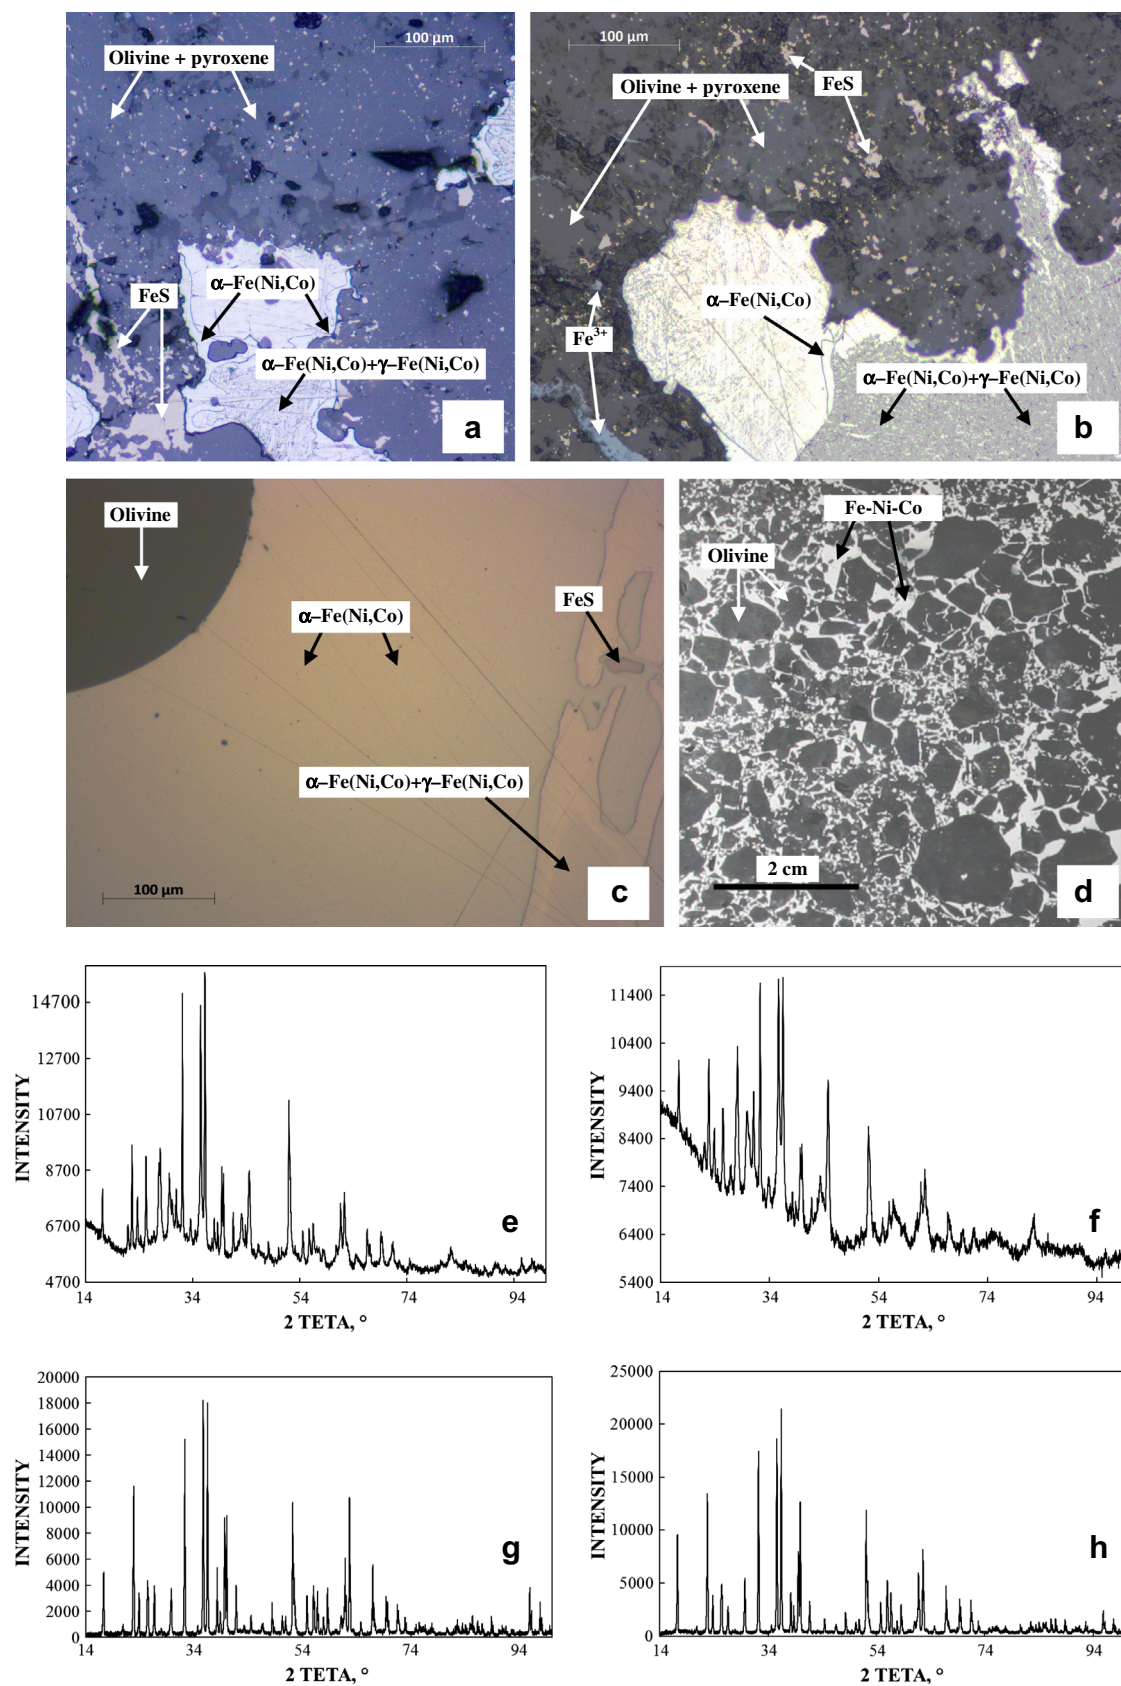 100 µm
Olivine + pyroxene
α–Fe(Ni,Co)
FeS
α–Fe(Ni,Co)+γ–Fe(Ni,Co)
a
100 µm
FeS
Olivine + pyroxene
α–Fe(Ni,Co)
Fe3+
α–Fe(Ni,Co)+γ–Fe(Ni,Co)
b
Olivine
α–Fe(Ni,Co)
FeS
α–Fe(Ni,Co)+γ–Fe(Ni,Co)
100 µm
c
Fe-Ni-Co
Olivine
2 cm
d
INTENSITY
14700
12700
10700
8700
6700
4700
14 34 54 74 94
2 TETA, °
e
INTENSITY
11400
10400
9400
8400
7400
6400
5400
14 34 54 74 94
2 TETA, °
f
INTENSITY
20000
18000
16000
14000
12000
10000
8000
6000
4000
2000
0
14 34 54 74 94
2 TETA, °
g
INTENSITY
25000
20000
15000
10000
5000
0
14 34 54 74 94
2 TETA, °
h